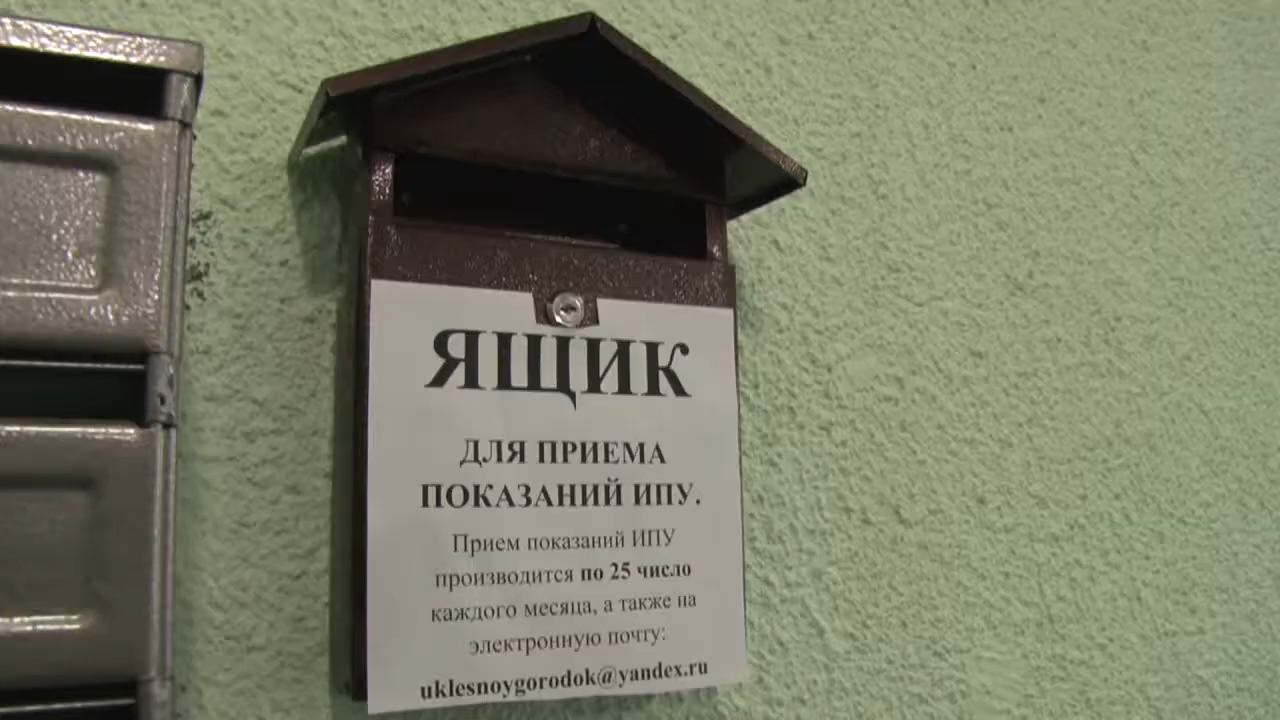 ЯЩИК
ДЛЯ ПРИЕМА
ПОКАЗАНИЙ ИПУ.
Прием показаний ИПУ
производится по 25 число
каждого месяца, а также на
электронную почту:
uklesnoygorodok@yandex.ru